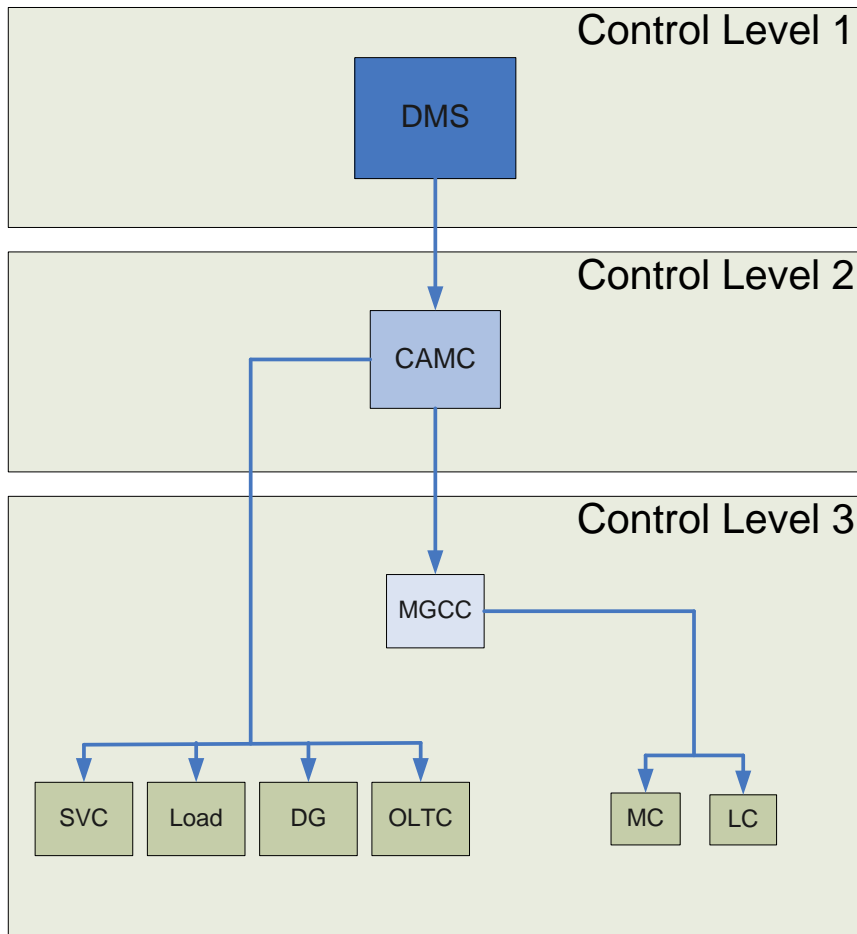 Control Level 1
DMS
Control Level 2
CAMC
Control Level 3
MGCC
SVC
Load
DG
OLTC
MC
LC